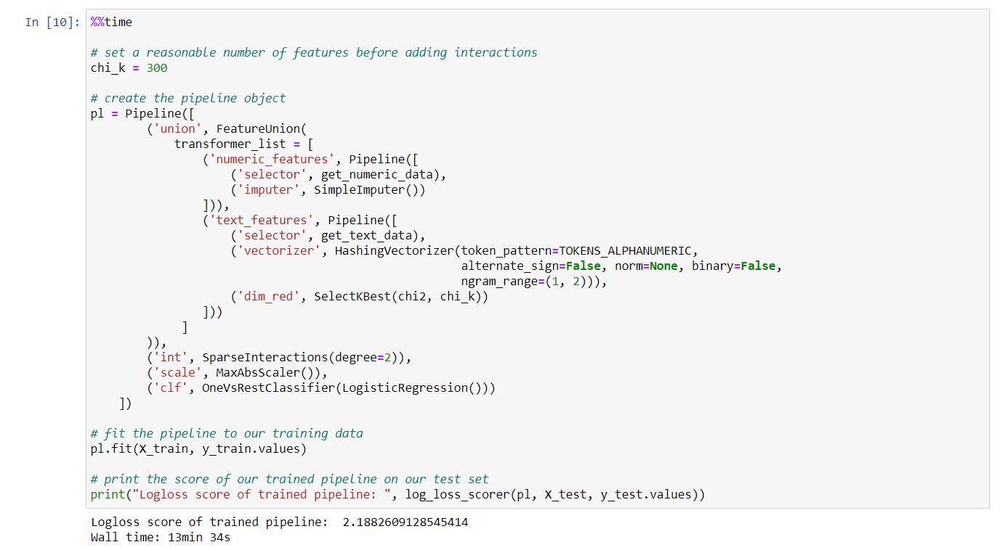 In [10]: %%time
# set a reasonable number of features before adding interactions
chi_k = 300
# create the pipeline object
pl = Pipeline([
        ('union', FeatureUnion(
            transformer_list = [
                ('numeric_features', Pipeline([
                    ('selector', get_numeric_data),
                    ('imputer', SimpleImputer())
                ])),
                ('text_features', Pipeline([
                    ('selector', get_text_data),
                    ('vectorizer', HashingVectorizer(token_pattern=TOKENS_ALPHANUMERIC,
                                                     alternate_sign=False, norm=None, binary=False,
                                                     ngram_range=(1, 2))),
                    ('dim_red', SelectKBest(chi2, chi_k))
                ]))
             ]
        )),
        ('int', SparseInteractions(degree=2)),
        ('scale', MaxAbsScaler()),
        ('clf', OneVsRestClassifier(LogisticRegression()))
    ])
# fit the pipeline to our training data
pl.fit(X_train, y_train.values)
# print the score of our trained pipeline on our test set
print("Logloss score of trained pipeline: ", log_loss_scorer(pl, X_test, y_test.values))
Logloss score of trained pipeline:  2.1882609128545414
Wall time: 13min 34s